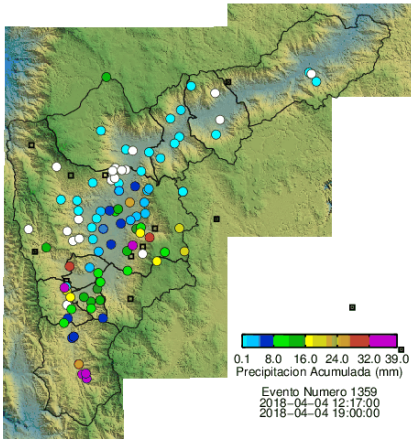 0.1 8.0 16.0 24.0 32.0 39.0
Precipitacion Acumulada (mm)
Evento Numero 1359
2018−04−04 12:17:00
2018−04−04 19:00:00